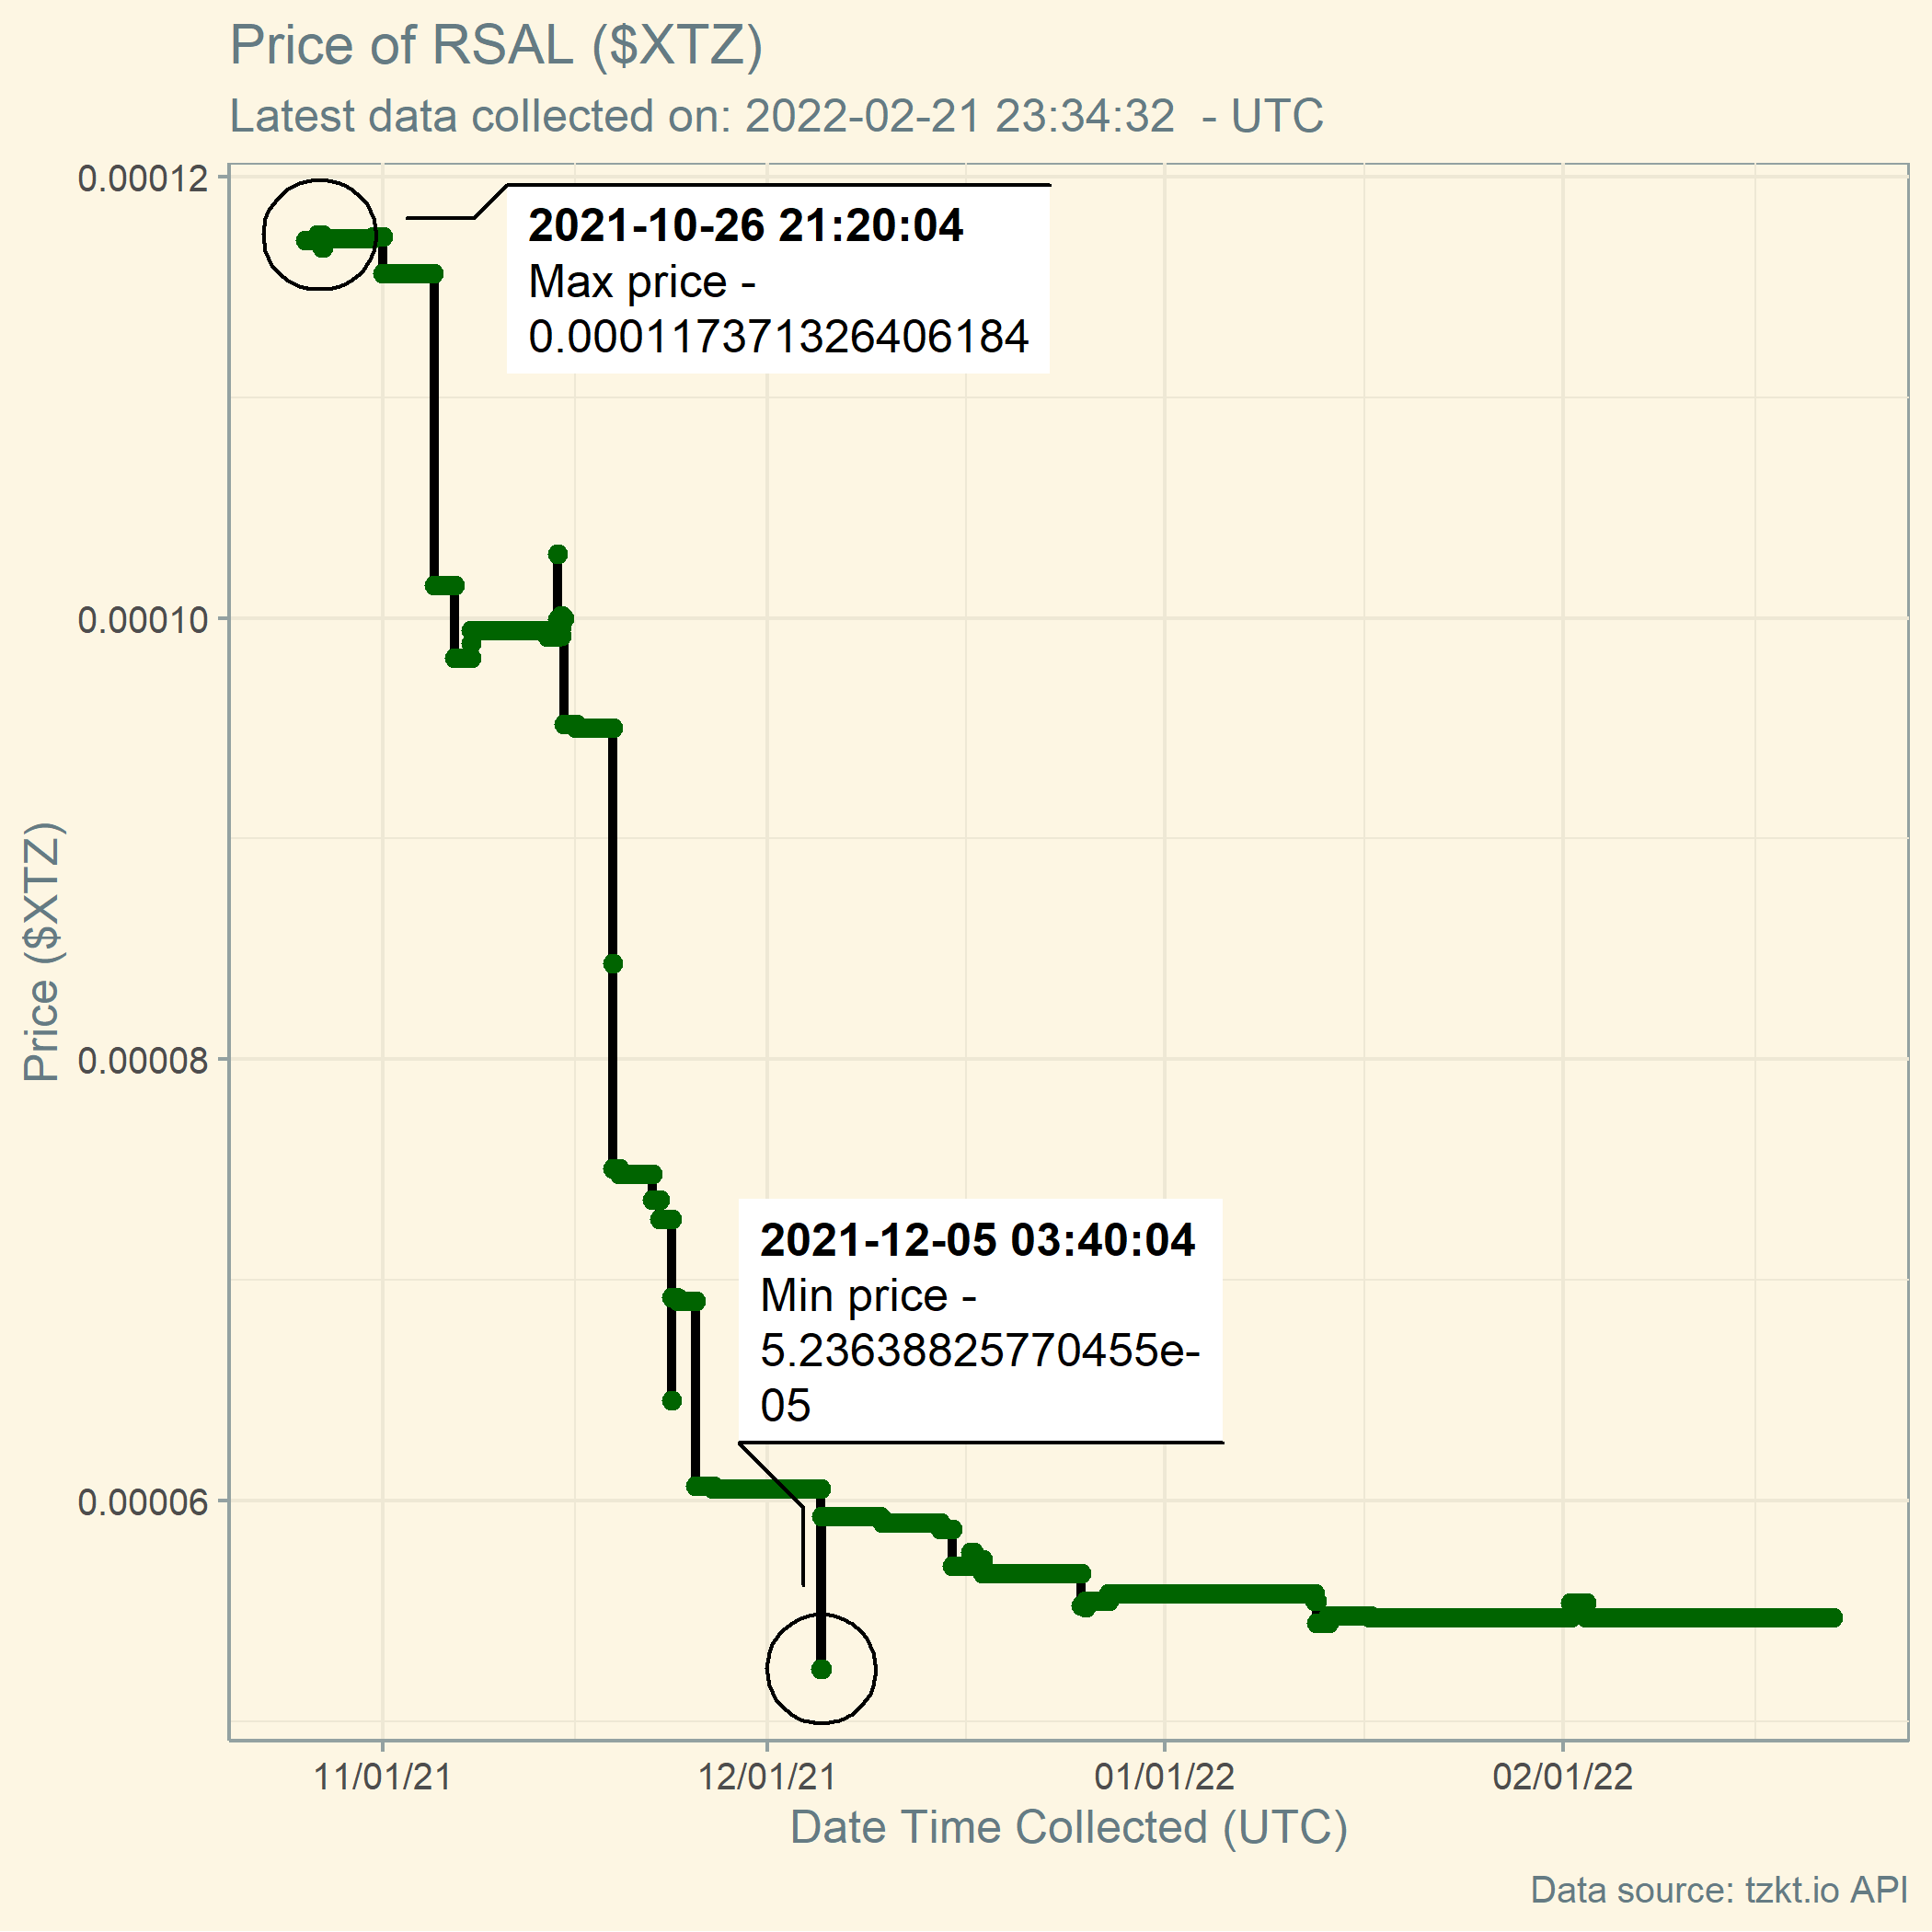 Price of RSAL ($XTZ)
Latest data collected on: 2022-02-21 23:34:32  - UTC
0.00012
2021-10-26 21:20:04
Max price -
0.000117371326406184
0.00010
Price ($XTZ)
0.00008
2021-12-05 03:40:04
Min price -
5.23638825770455e-
05
0.00006
11/01/21
12/01/21
01/01/22
02/01/22
Date Time Collected (UTC)
Data source: tzkt.io API